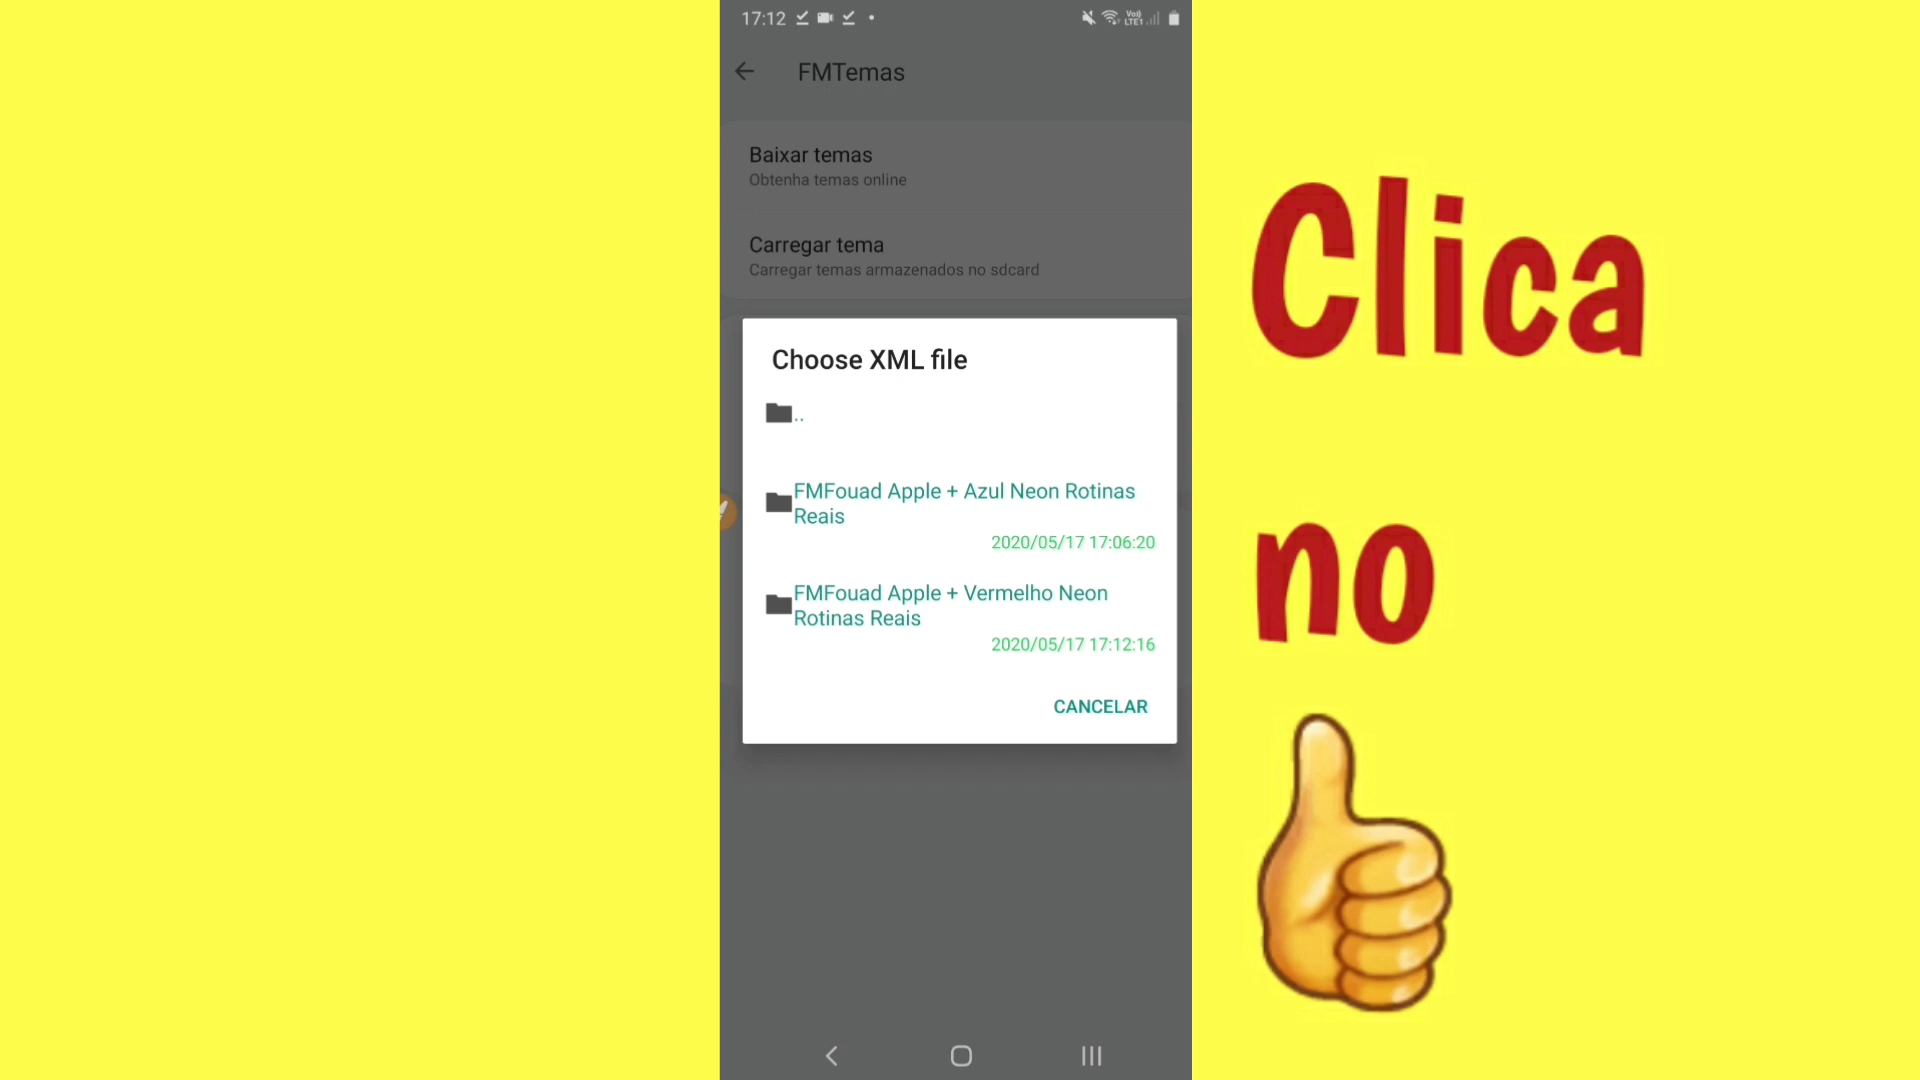 17:12
Vo)) LTE1
FMTemas
Baixar temas
Obtenha temas online
Carregar tema
Carregar temas armazenados no sdcard
Choose XML file
..
FMFouad Apple + Azul Neon Rotinas
Reais
2020/05/17 17:06:20
FMFouad Apple + Vermelho Neon
Rotinas Reais
2020/05/17 17:12:16
CANCELAR
Clica
no